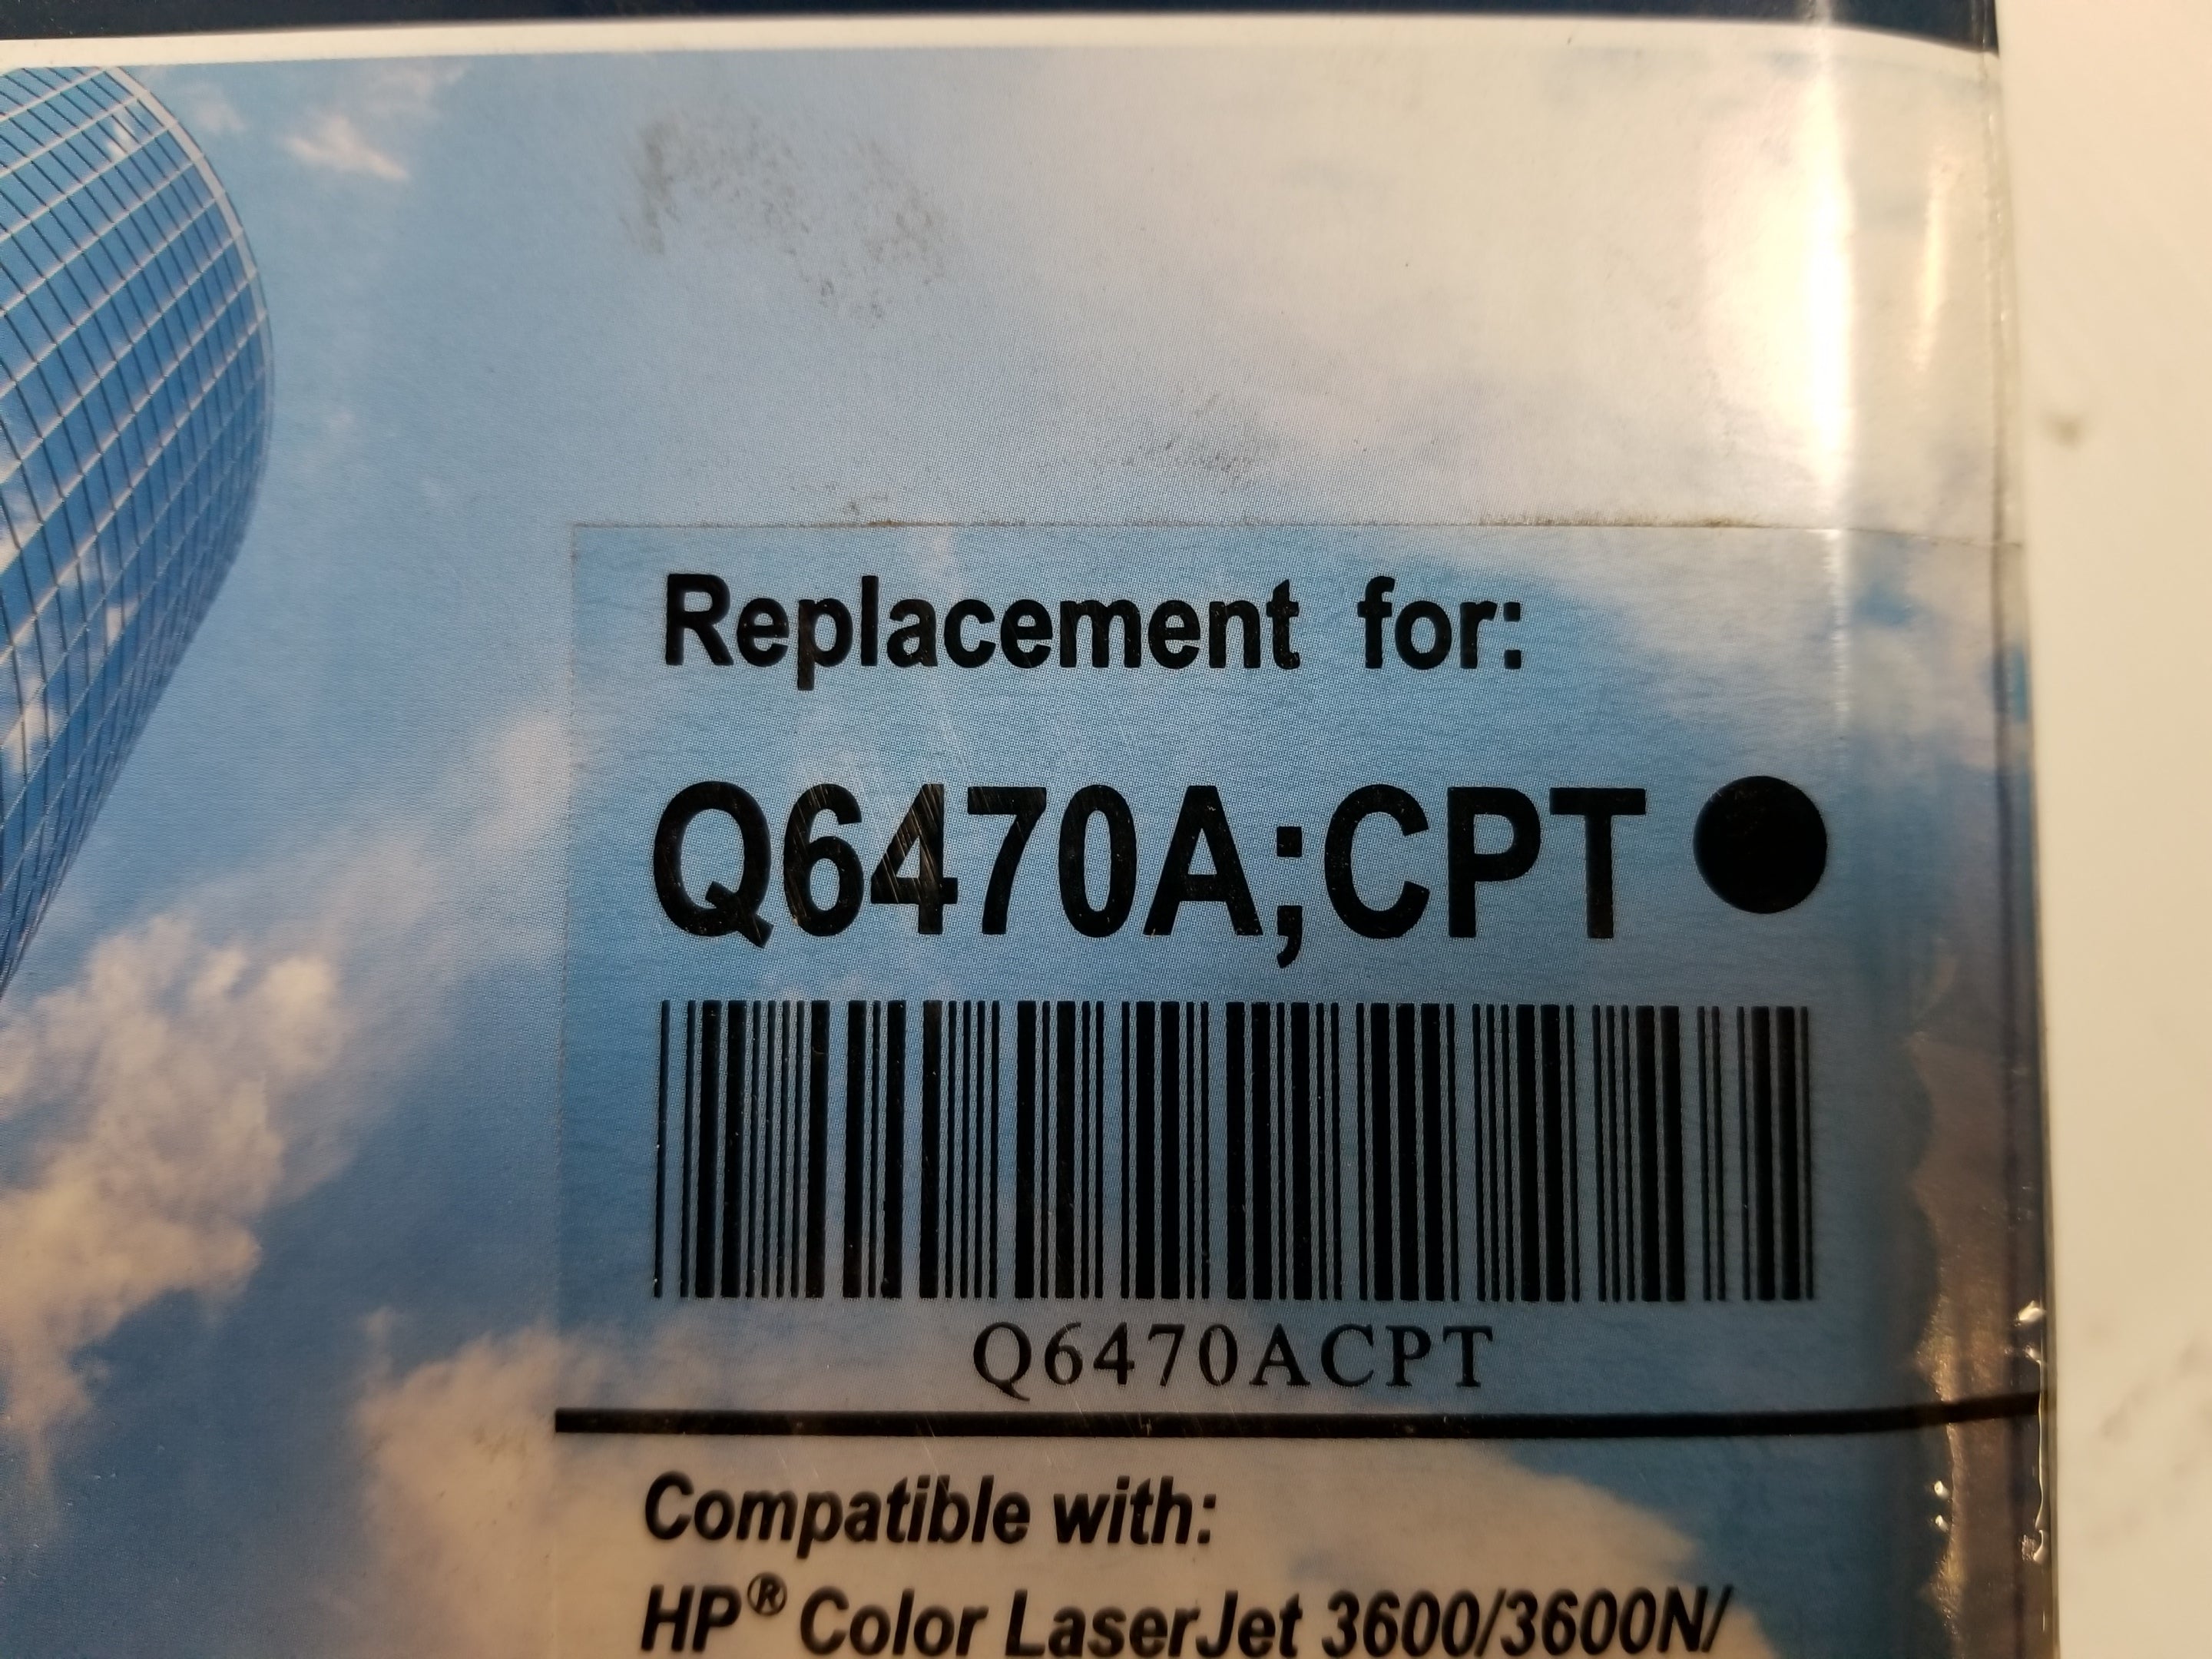 Replacement for:
Q6470A;CPT
Q6470ACPT
Compatible with:
HP® Color LaserJet 3600/3600N/